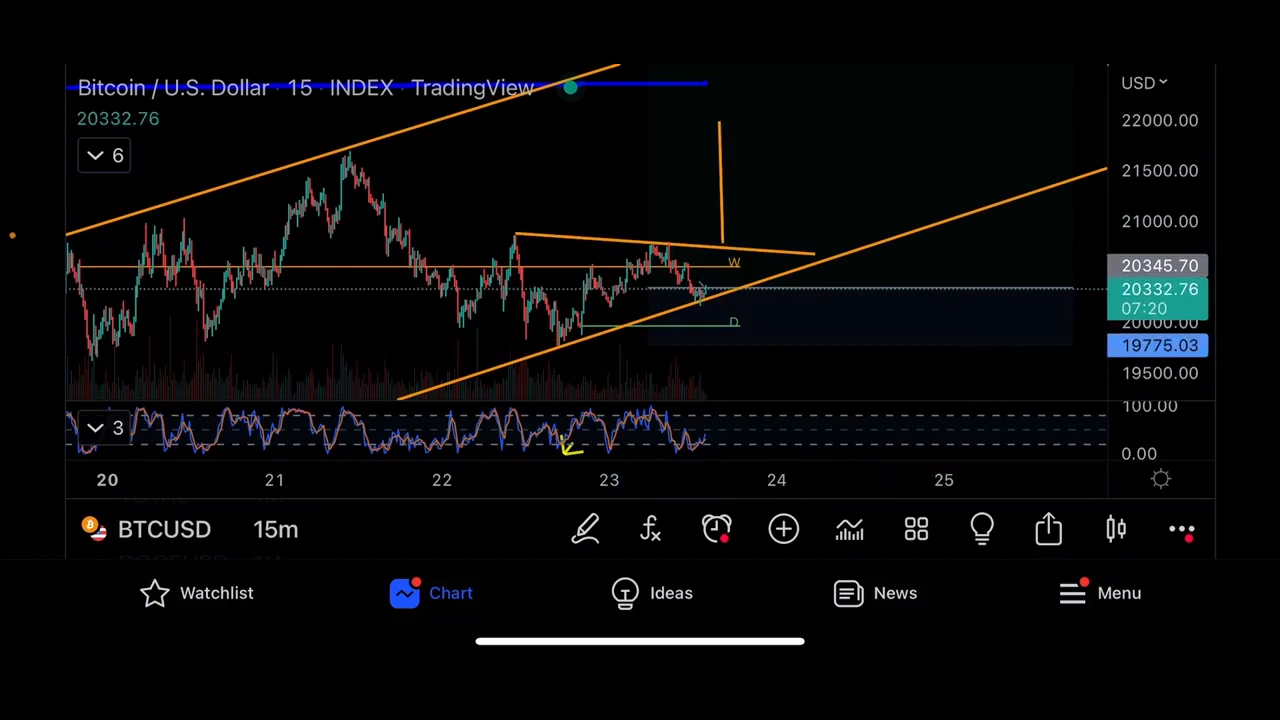 Bitcoin / U.S. Dollar · 15 · INDEX · TradingView
USD
20332.76
22000.00
6
21500.00
21000.00
W
20345.70
20332.76
07:20
D
20000.00
19775.03
19500.00
100.00
3
0.00
20 21 22 23 24 25
BTCUSD 15m
Watchlist Chart Ideas News Menu